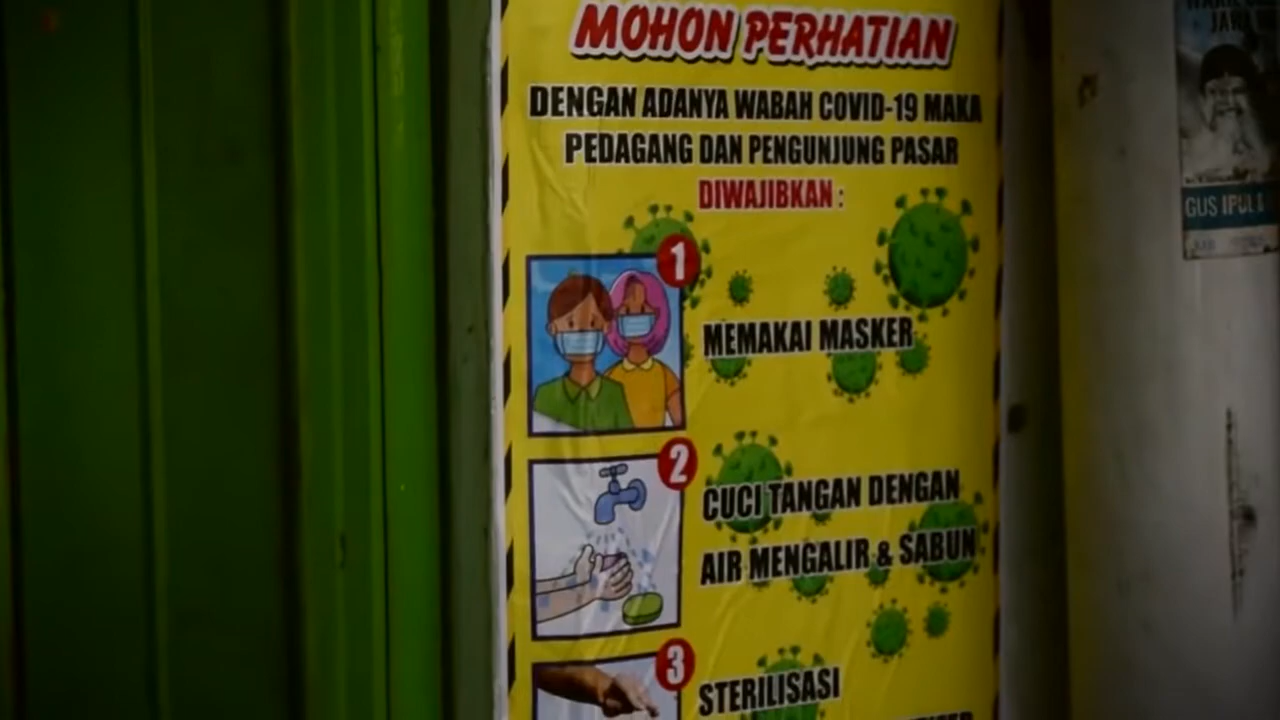 MOHON PERHATIAN
DENGAN ADANYA WABAH COVID-19 MAKA
PEDAGANG DAN PENGUNJUNG PASAR
DIWAJIBKAN :
1
MEMAKAI MASKER
2
CUCI TANGAN DENGAN
AIR MENGALIR & SABUN
3
STERILISASI
GUS IPUL